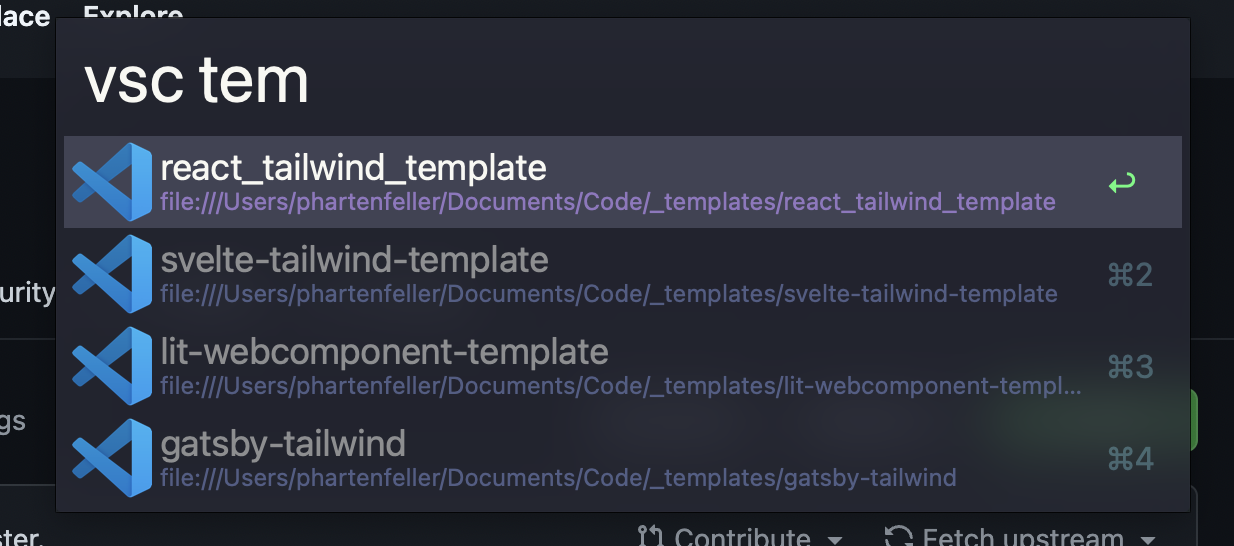 lace Explore
vsc tem
react_tailwind_template
file:///Users/phartenfeller/Documents/Code/_templates/react_tailwind_template
svelte-tailwind-template
file:///Users/phartenfeller/Documents/Code/_templates/svelte-tailwind-template
⌘2
urity
lit-webcomponent-template
file:///Users/phartenfeller/Documents/Code/_templates/lit-webcomponent-templ...
⌘3
gs
gatsby-tailwind
file:///Users/phartenfeller/Documents/Code/_templates/gatsby-tailwind
⌘4
ster.
Contribute
Fetch upstream